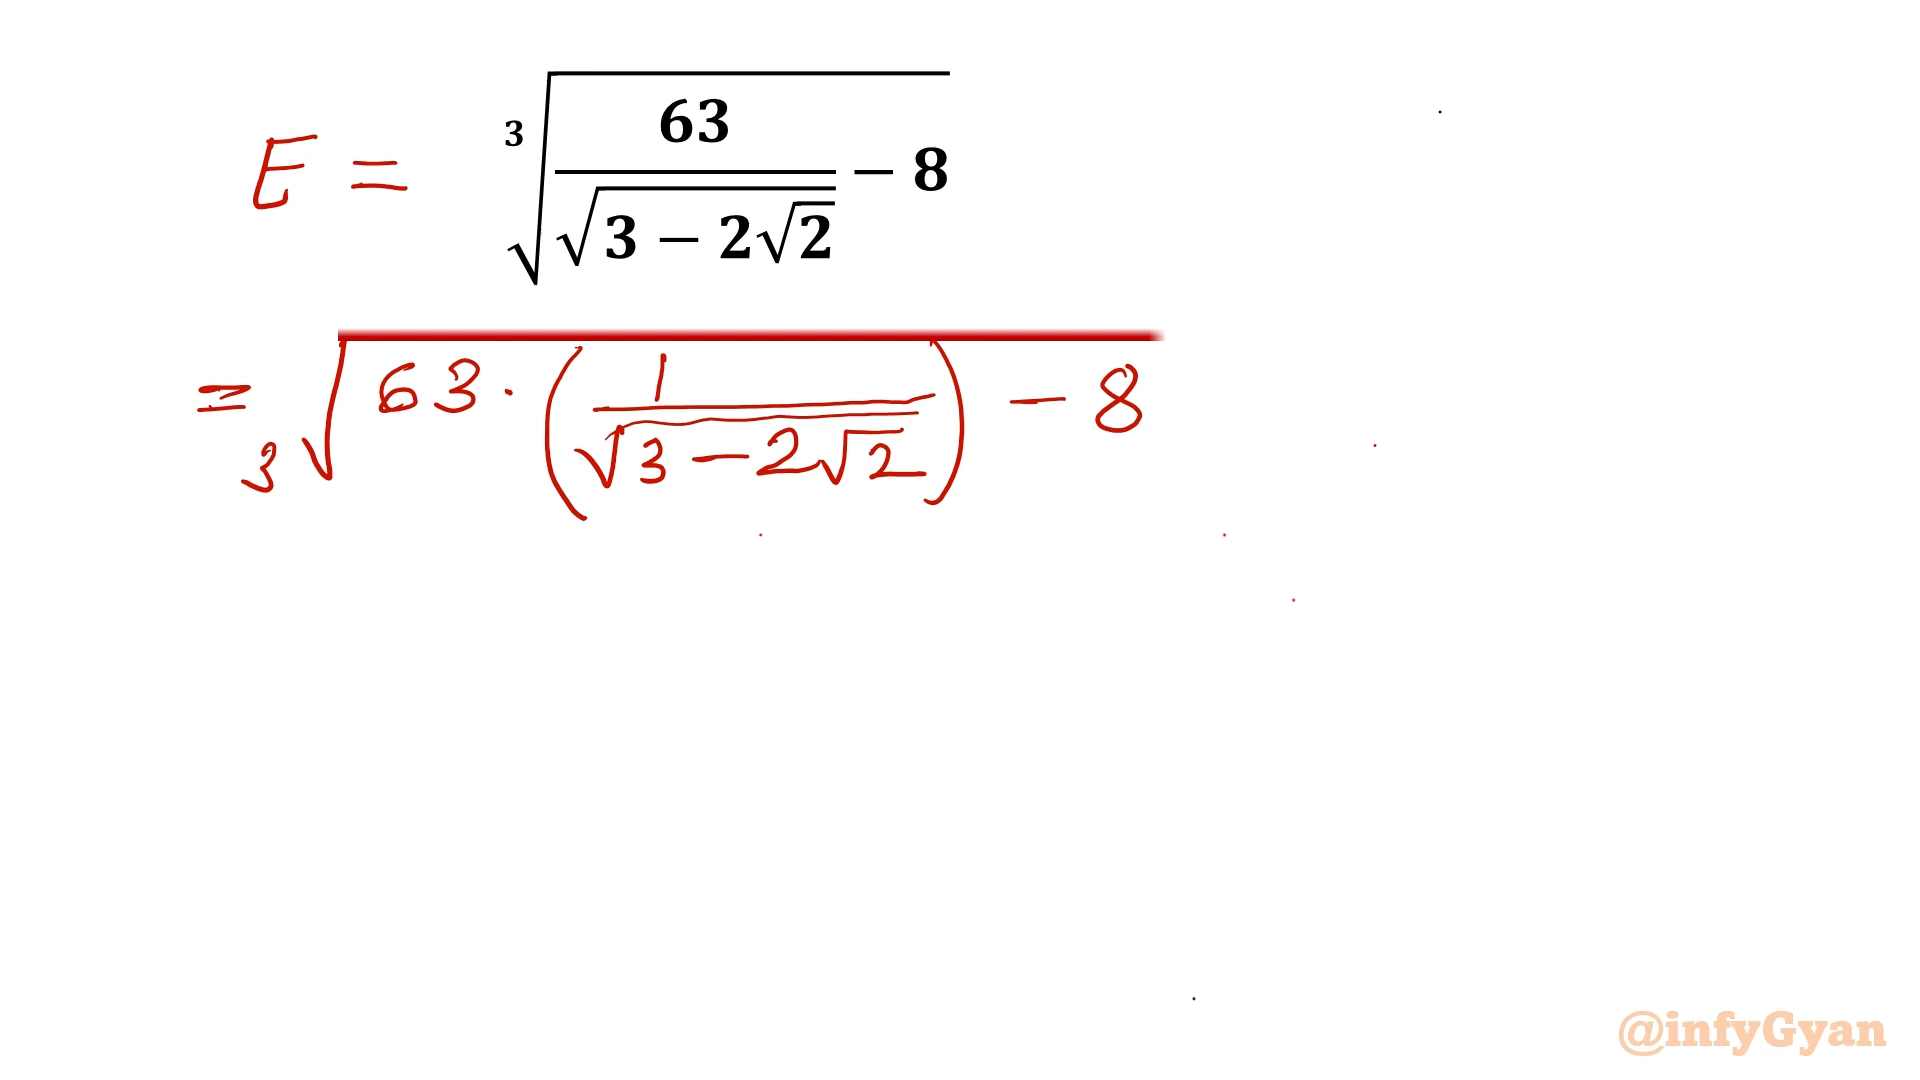 E = ∛(63/√(3 − 2√2) − 8)
= ∛(63 · (1/√(3 − 2√2)) − 8)
@infyGyan